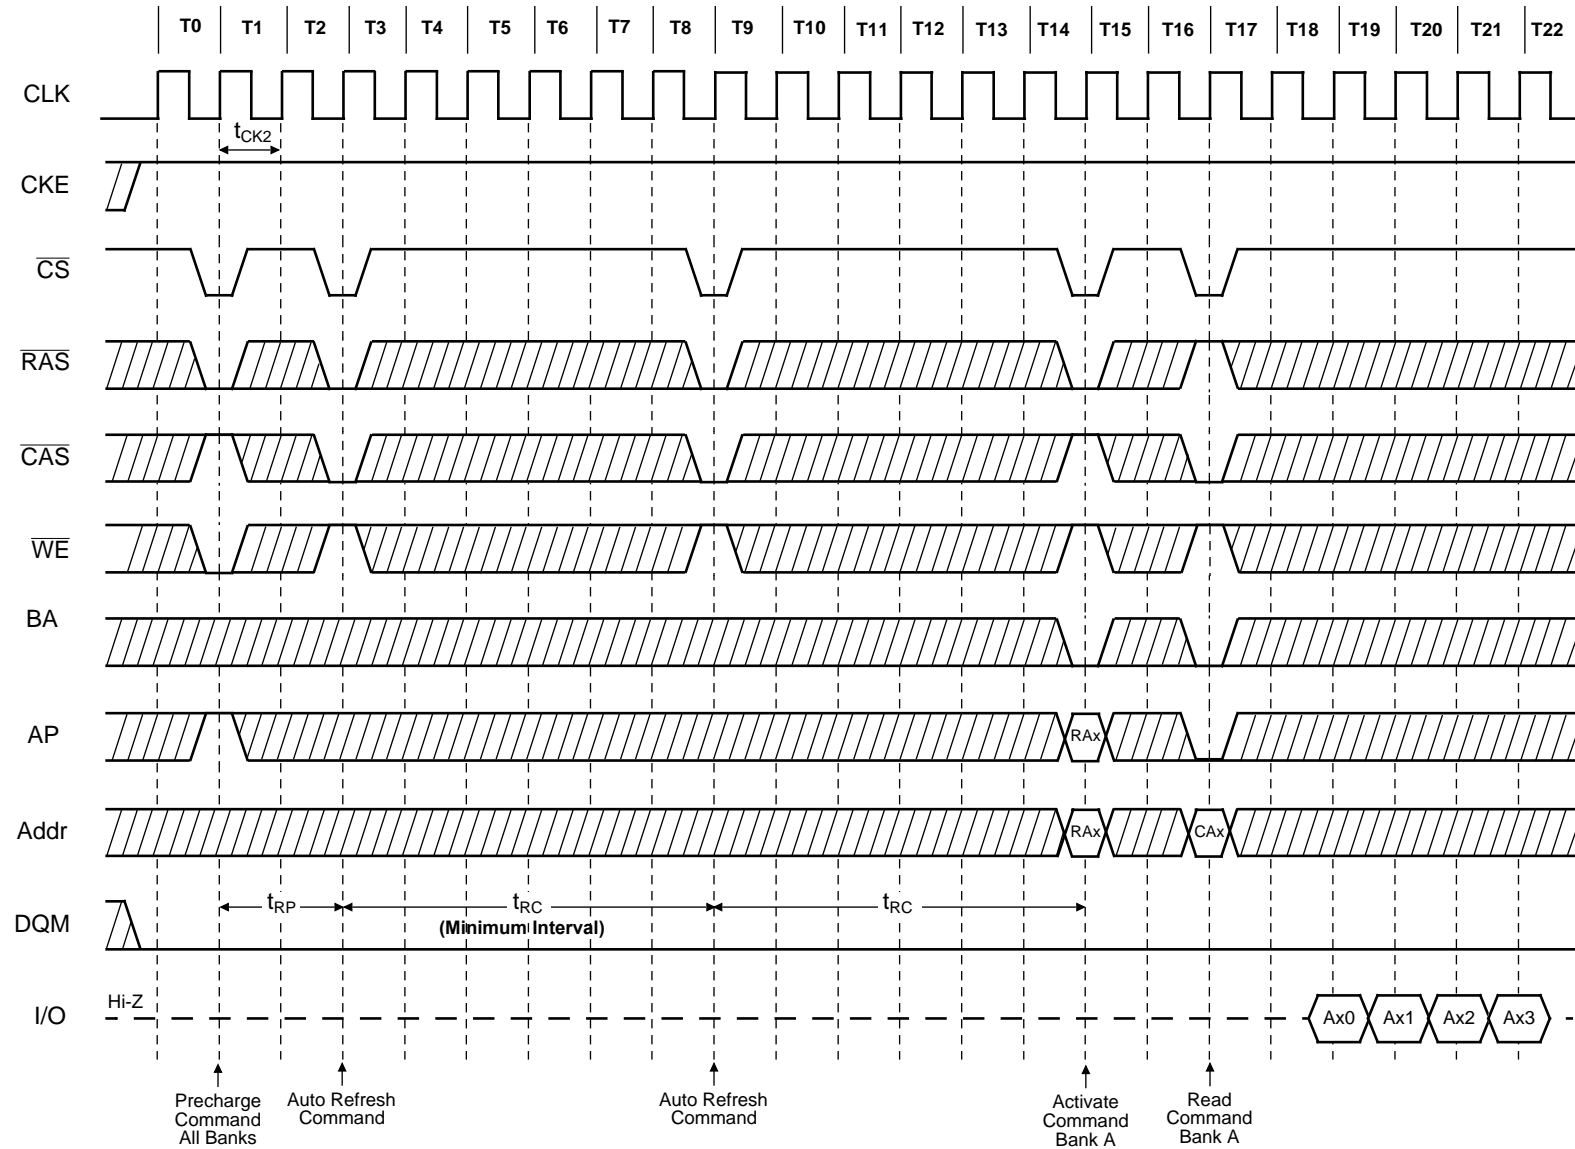 T0 T1 T2 T3 T4 T5 T6 T7 T8 T9 T10 T11 T12 T13 T14 T15 T16 T17 T18 T19 T20 T21 T22
CLK
tCK2
CKE
CS
RAS
CAS
WE
BA
AP
RAx
Addr
RAx CAx
DQM
tRP tRC tRC
(Minimum Interval)
I/O
Hi-Z
Ax0 Ax1 Ax2 Ax3
Precharge
Command
All Banks
Auto Refresh
Command
Auto Refresh
Command
Activate
Command
Bank A
Read
Command
Bank A